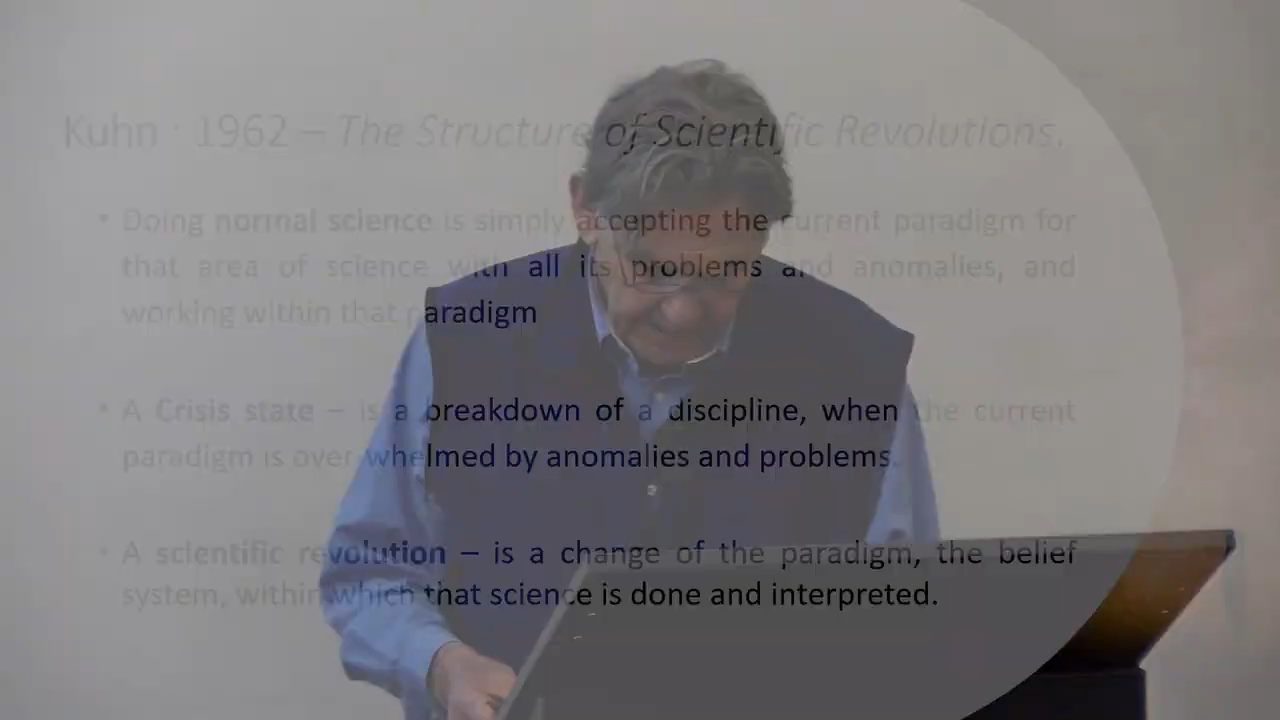 Kuhn : 1962 – The Structure of Scientific Revolutions,
• Doing normal science is simply accepting the current paradigm for
that area of science with all its problems and anomalies, and
working within that paradigm
• A Crisis state – is a breakdown of a discipline, when the current
paradigm is over whelmed by anomalies and problems.
• A scientific revolution – is a change of the paradigm, the belief
system, within which that science is done and interpreted.